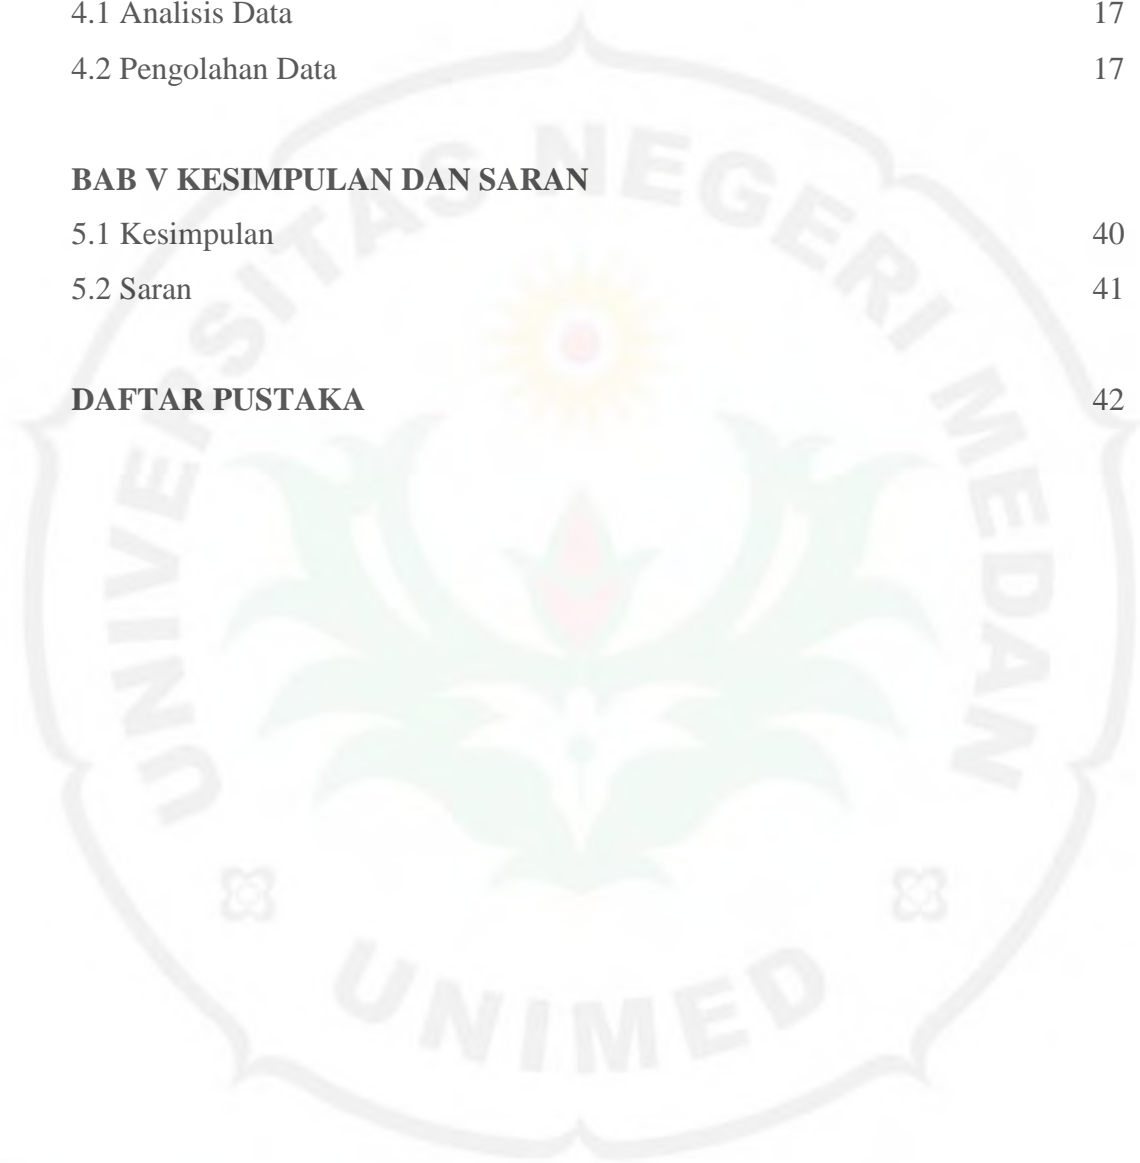 4.1 Analisis Data 17
4.2 Pengolahan Data 17
BAB V KESIMPULAN DAN SARAN
5.1 Kesimpulan 40
5.2 Saran 41
DAFTAR PUSTAKA 42
UNIVERSITAS NEGERI MEDAN
UNIMED